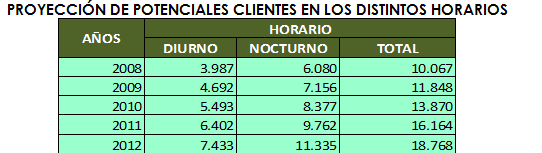 PROYECCIÓN DE POTENCIALES CLIENTES EN LOS DISTINTOS HORARIOS
AÑOS HORARIO
DIURNO NOCTURNO TOTAL
2008 3.987 6.080 10.067
2009 4.692 7.156 11.848
2010 5.493 8.377 13.870
2011 6.402 9.762 16.164
2012 7.433 11.335 18.768